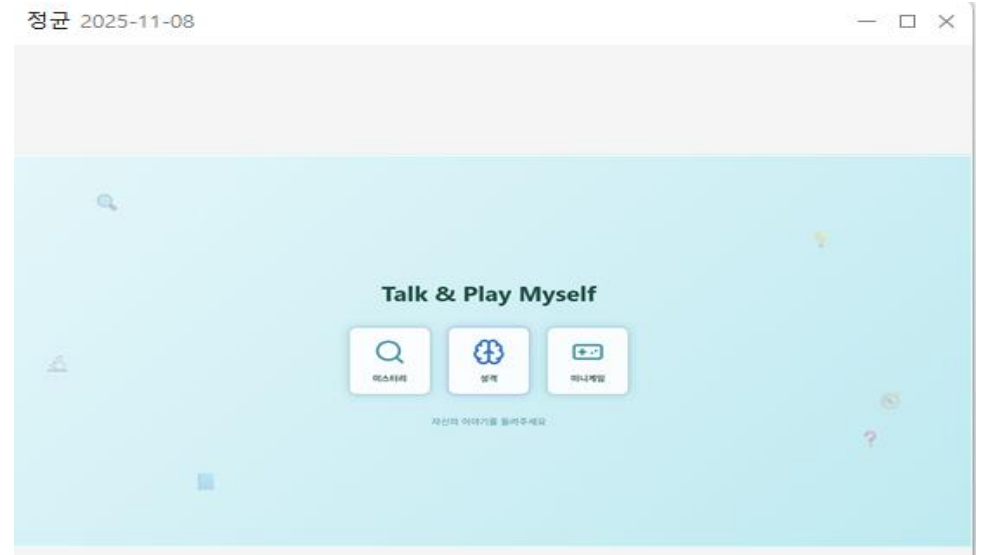 정균 2025-11-08
Talk & Play Myself
미스터리
성격
미니게임
자신의 이야기를 들려주세요